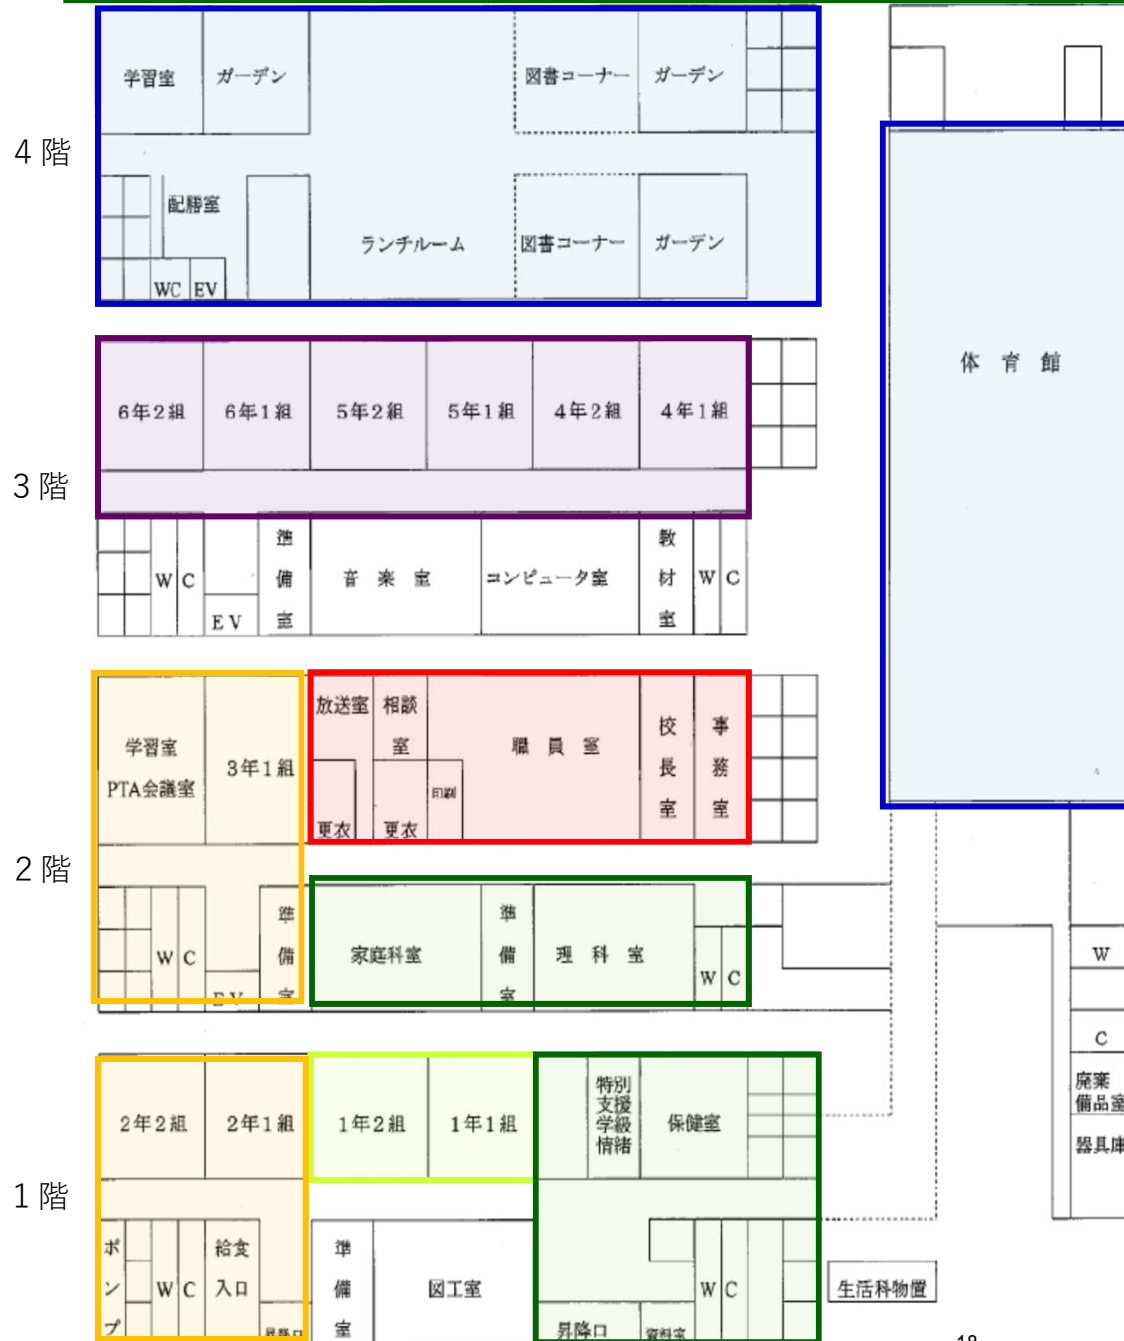 学習室 ガーデン 図書コーナー ガーデン
4階
配膳室
ランチルーム 図書コーナー ガーデン
WC EV
体育館
6年2組 6年1組 5年2組 5年1組 4年2組 4年1組
3階
WC EV 準備室 音楽室 コンピュータ室 教材室 WC
放送室 相談室 職員室 校長室 事務室
学習室
PTA会議室
3年1組
印刷
更衣 更衣
2階
WC EV 準備室 家庭科室 準備室 理科室 WC
W
C
廃棄
備品室
器具庫
2年2組 2年1組 1年2組 1年1組
特別
支援
学級
情緒
保健室
1階
ポンプ WC
給食
入口
昇降口
準備室 図工室 WC
昇降口 資料室
生活科物置
18